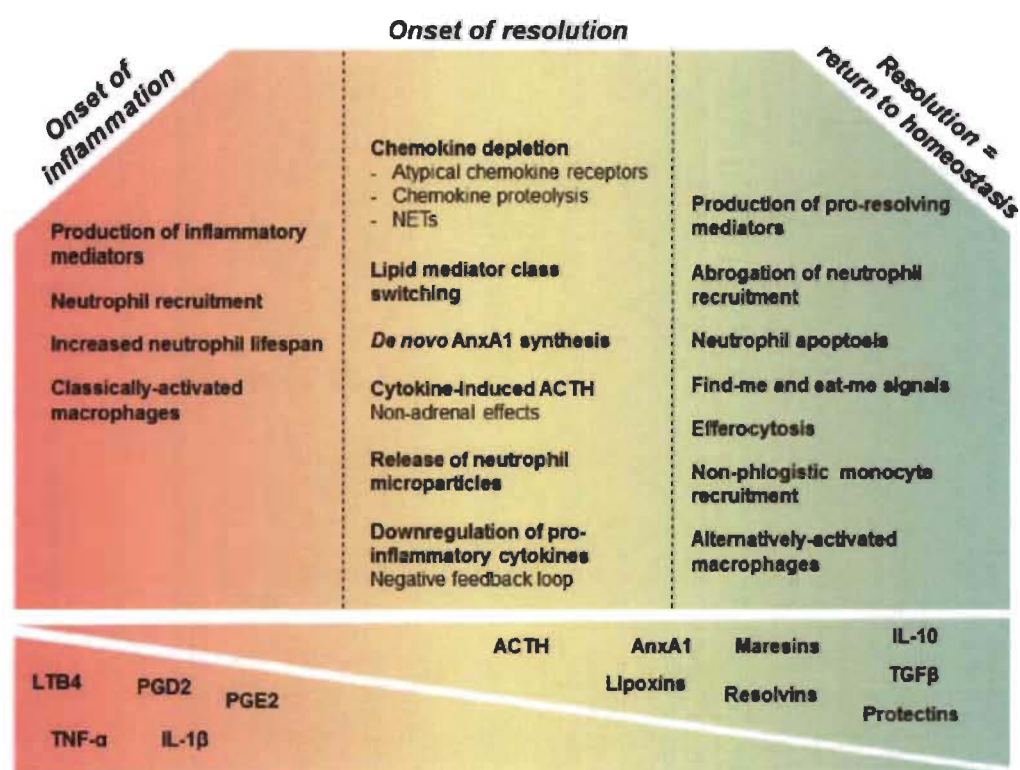 Onset of resolution
Onset of
inflammation
Resolution =
return to homeostasis
Production of inflammatory
mediators
Neutrophil recruitment
Increased neutrophil lifespan
Classically-activated
macrophages
Chemokine depletion
- Atypical chemokine receptors
- Chemokine proteolysis
- NETs
Lipid mediator class
switching
De novo AnxA1 synthesis
Cytokine-induced ACTH
Non-adrenal effects
Release of neutrophil
microparticles
Downregulation of pro-
inflammatory cytokines
Negative feedback loop
Production of pro-resolving
mediators
Abrogation of neutrophil
recruitment
Neutrophil apoptosis
Find-me and eat-me signals
Efferocytosis
Non-phlogistic monocyte
recruitment
Alternatively-activated
macrophages
LTB4
PGD2
PGE2
TNF-α
IL-1β
ACTH
AnxA1
Lipoxins
Maresins
Resolvins
IL-10
TGFβ
Protectins